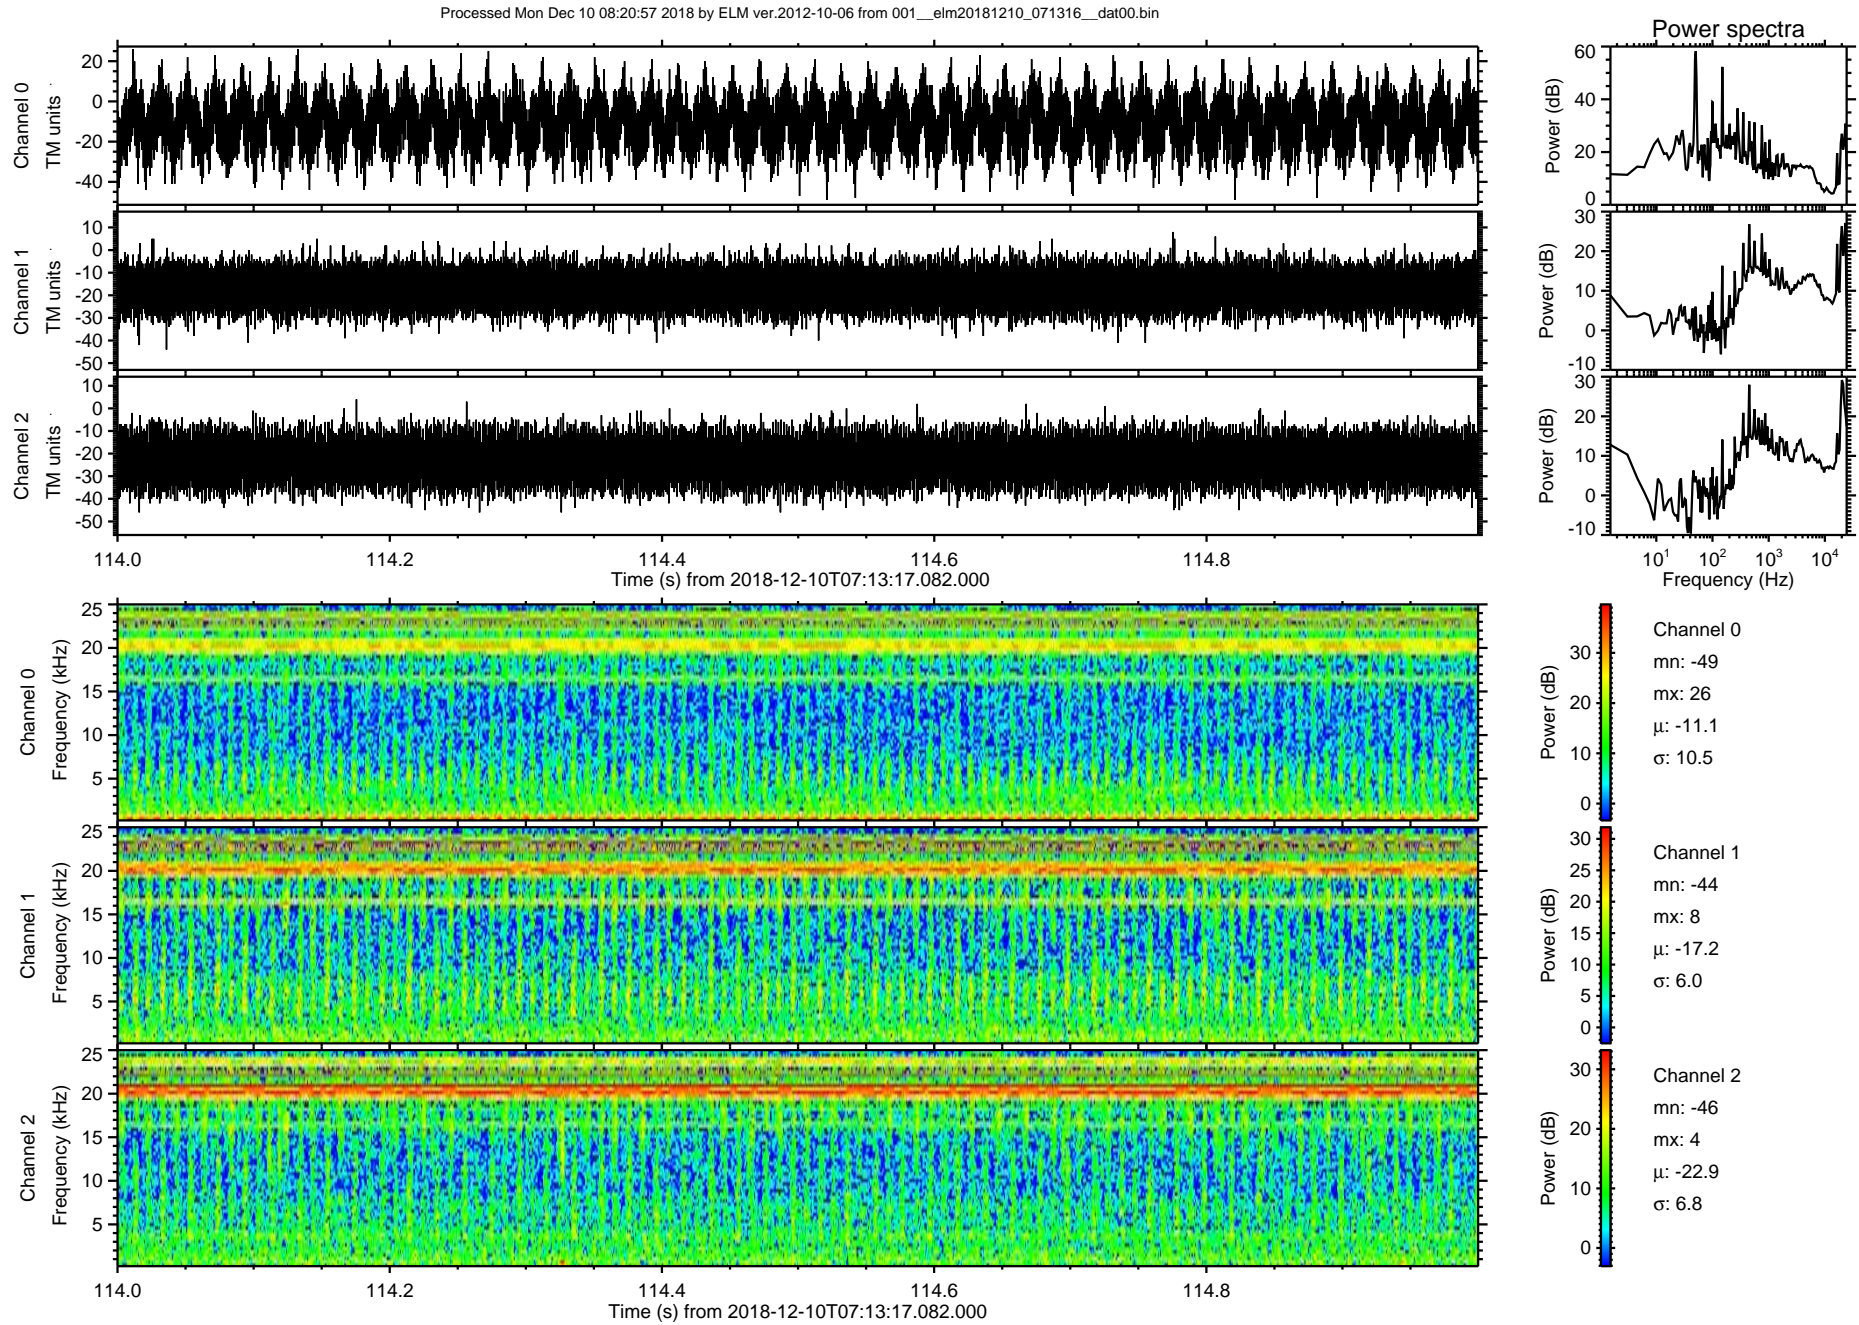 Processed Mon Dec 10 08:20:57 2018 by ELM ver.2012-10-06 from 001__elm20181210_071316__dat00.bin
Power spectra
Channel 0
TM units
20
0
-20
-40
Power (dB)
60
40
20
0
Channel 1
TM units
10
0
-10
-20
-30
-40
-50
Power (dB)
30
20
10
0
-10
Channel 2
TM units
10
0
-10
-20
-30
-40
-50
Power (dB)
30
20
10
0
-10
114.0 114.2 114.4 114.6 114.8
Time (s) from 2018-12-10T07:13:17.082.000
10¹ 10² 10³ 10⁴
Frequency (Hz)
Channel 0
Frequency (kHz)
25
20
15
10
5
Power (dB)
30
20
10
0
Channel 0
mn: -49
mx: 26
μ: -11.1
σ: 10.5
Channel 1
Frequency (kHz)
25
20
15
10
5
Power (dB)
30
25
20
15
10
5
0
Channel 1
mn: -44
mx: 8
μ: -17.2
σ: 6.0
Channel 2
Frequency (kHz)
25
20
15
10
5
Power (dB)
30
20
10
0
Channel 2
mn: -46
mx: 4
μ: -22.9
σ: 6.8
114.0 114.2 114.4 114.6 114.8
Time (s) from 2018-12-10T07:13:17.082.000